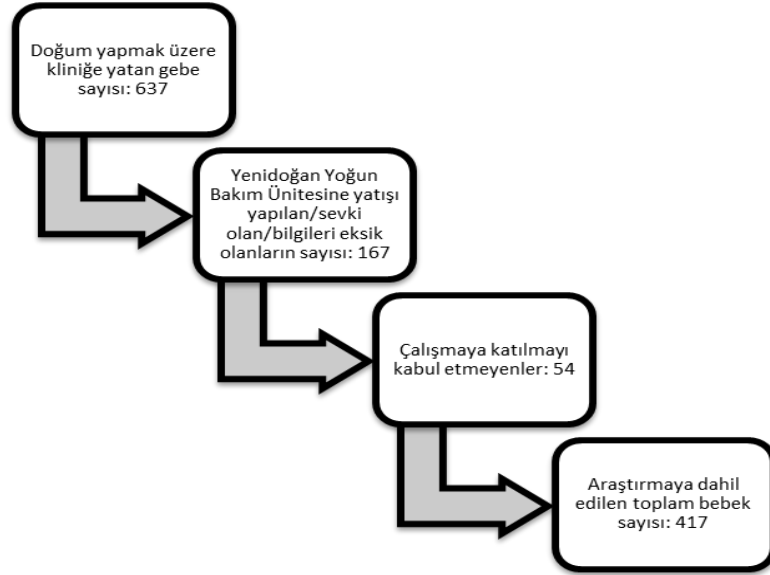 Doğum yapmak üzere
kliniğe yatan gebe
sayısı: 637
Yenidoğan Yoğun
Bakım Ünitesine yatışı
yapılan/sevki
olan/bilgileri eksik
olanların sayısı: 167
Çalışmaya katılmayı
kabul etmeyenler: 54
Araştırmaya dahil
edilen toplam bebek
sayısı: 417